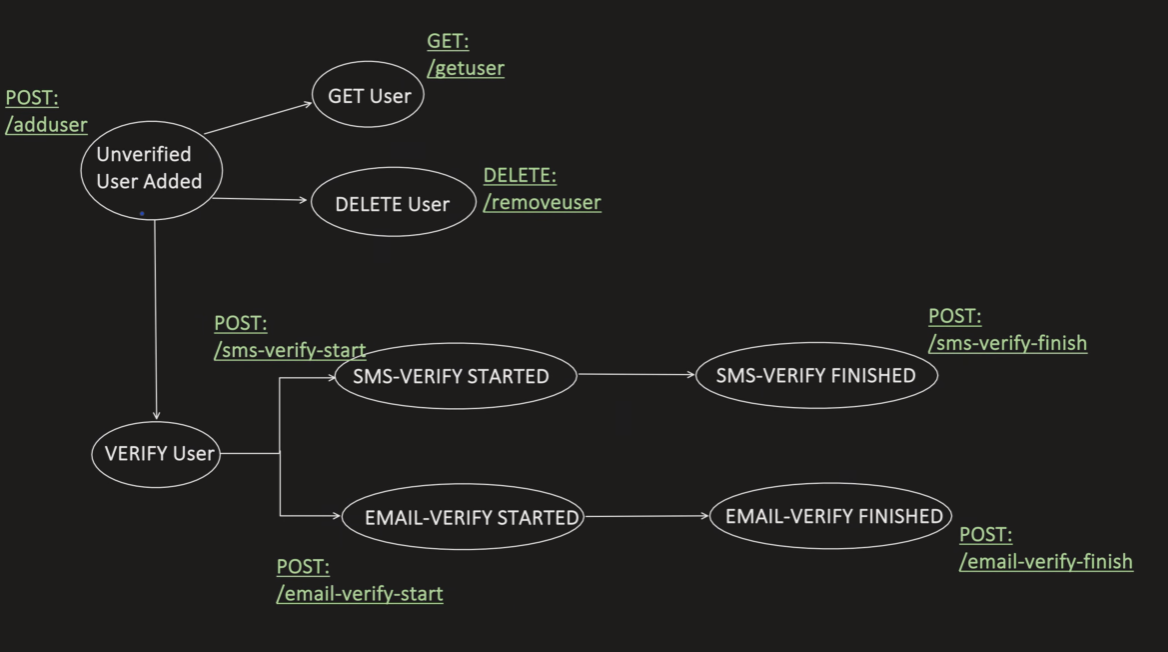 GET:
/getuser
POST:
/adduser
GET User
Unverified
User Added
DELETE User
DELETE:
/removeuser
POST:
/sms-verify-start
SMS-VERIFY STARTED
SMS-VERIFY FINISHED
POST:
/sms-verify-finish
VERIFY User
EMAIL-VERIFY STARTED
EMAIL-VERIFY FINISHED
POST:
/email-verify-start
POST:
/email-verify-finish